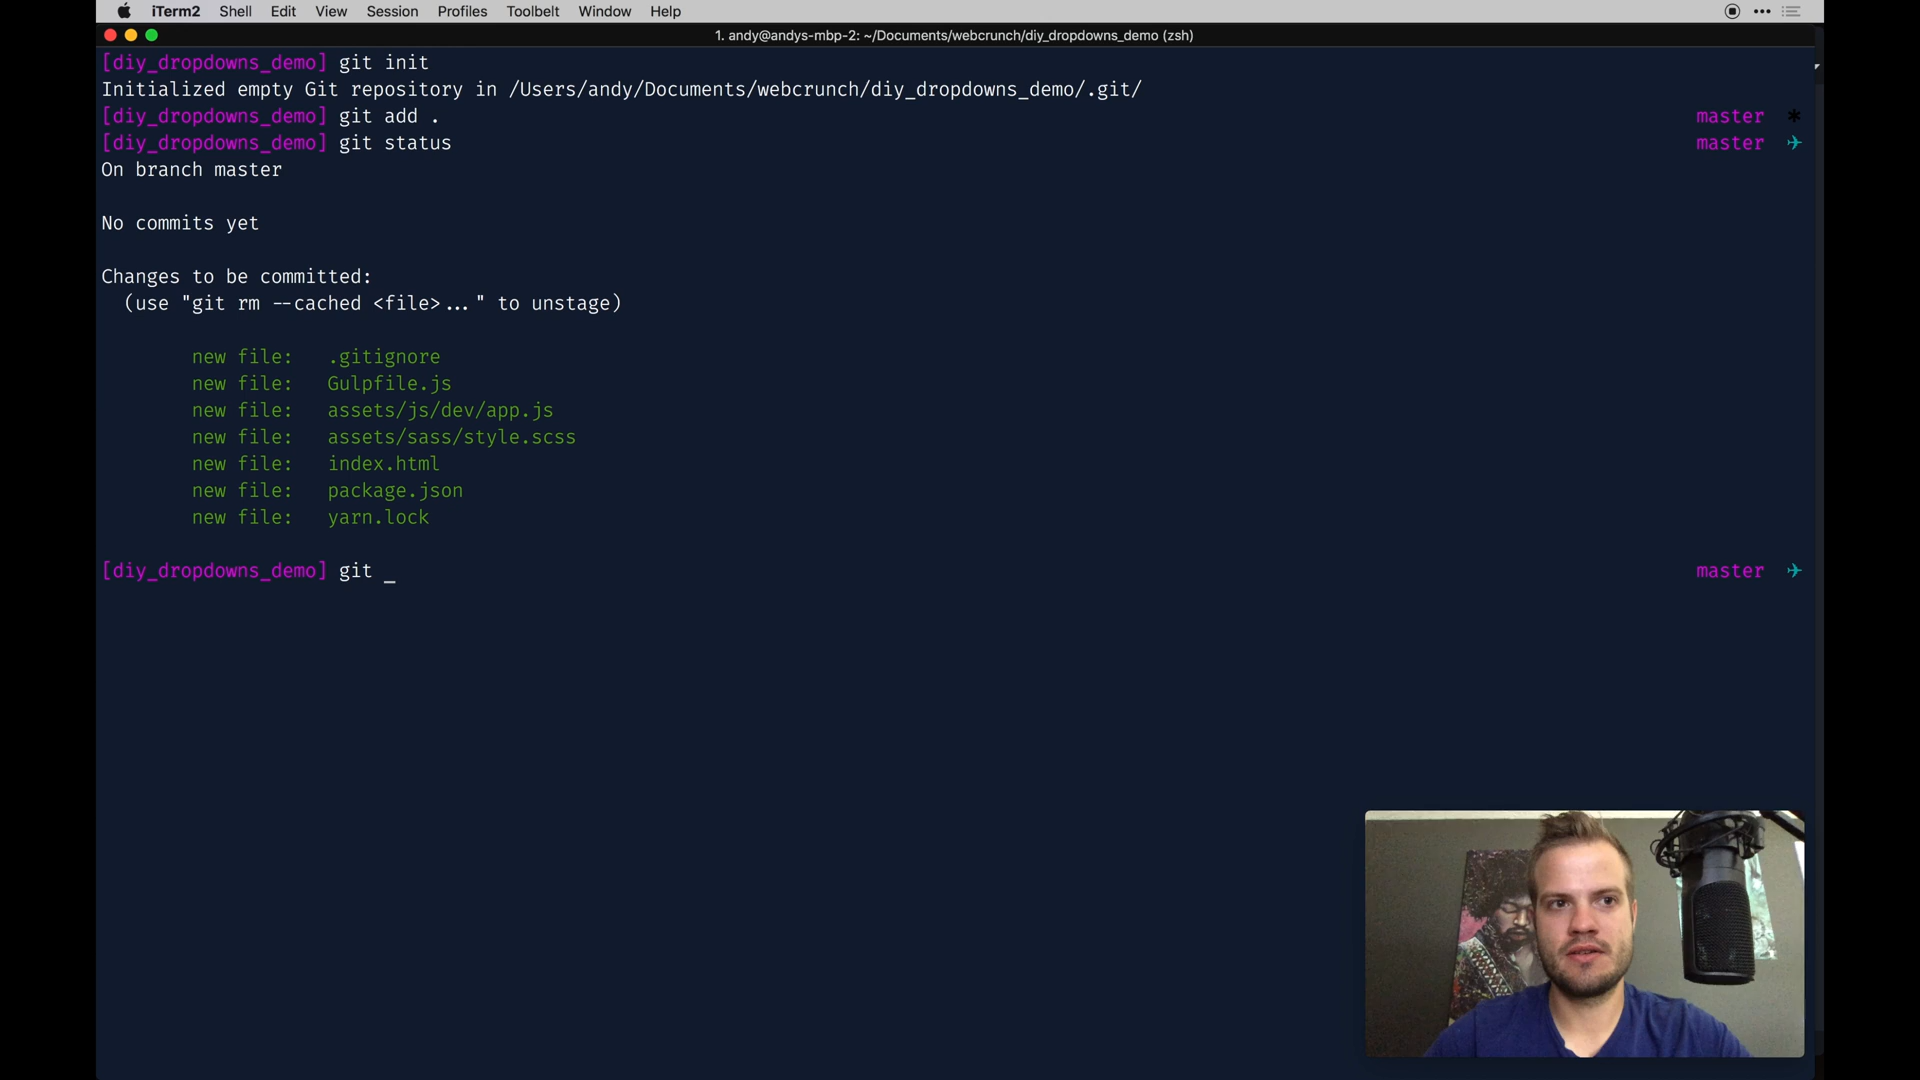 iTerm2 Shell Edit View Session Profiles Toolbelt Window Help
1. andy@andys-mbp-2: ~/Documents/webcrunch/diy_dropdowns_demo (zsh)
[diy_dropdowns_demo] git init
Initialized empty Git repository in /Users/andy/Documents/webcrunch/diy_dropdowns_demo/.git/
[diy_dropdowns_demo] git add . master *
[diy_dropdowns_demo] git status master ✈
On branch master
No commits yet
Changes to be committed:
(use "git rm --cached <file>..." to unstage)
new file: .gitignore
new file: Gulpfile.js
new file: assets/js/dev/app.js
new file: assets/sass/style.scss
new file: index.html
new file: package.json
new file: yarn.lock
[diy_dropdowns_demo] git _ master ✈